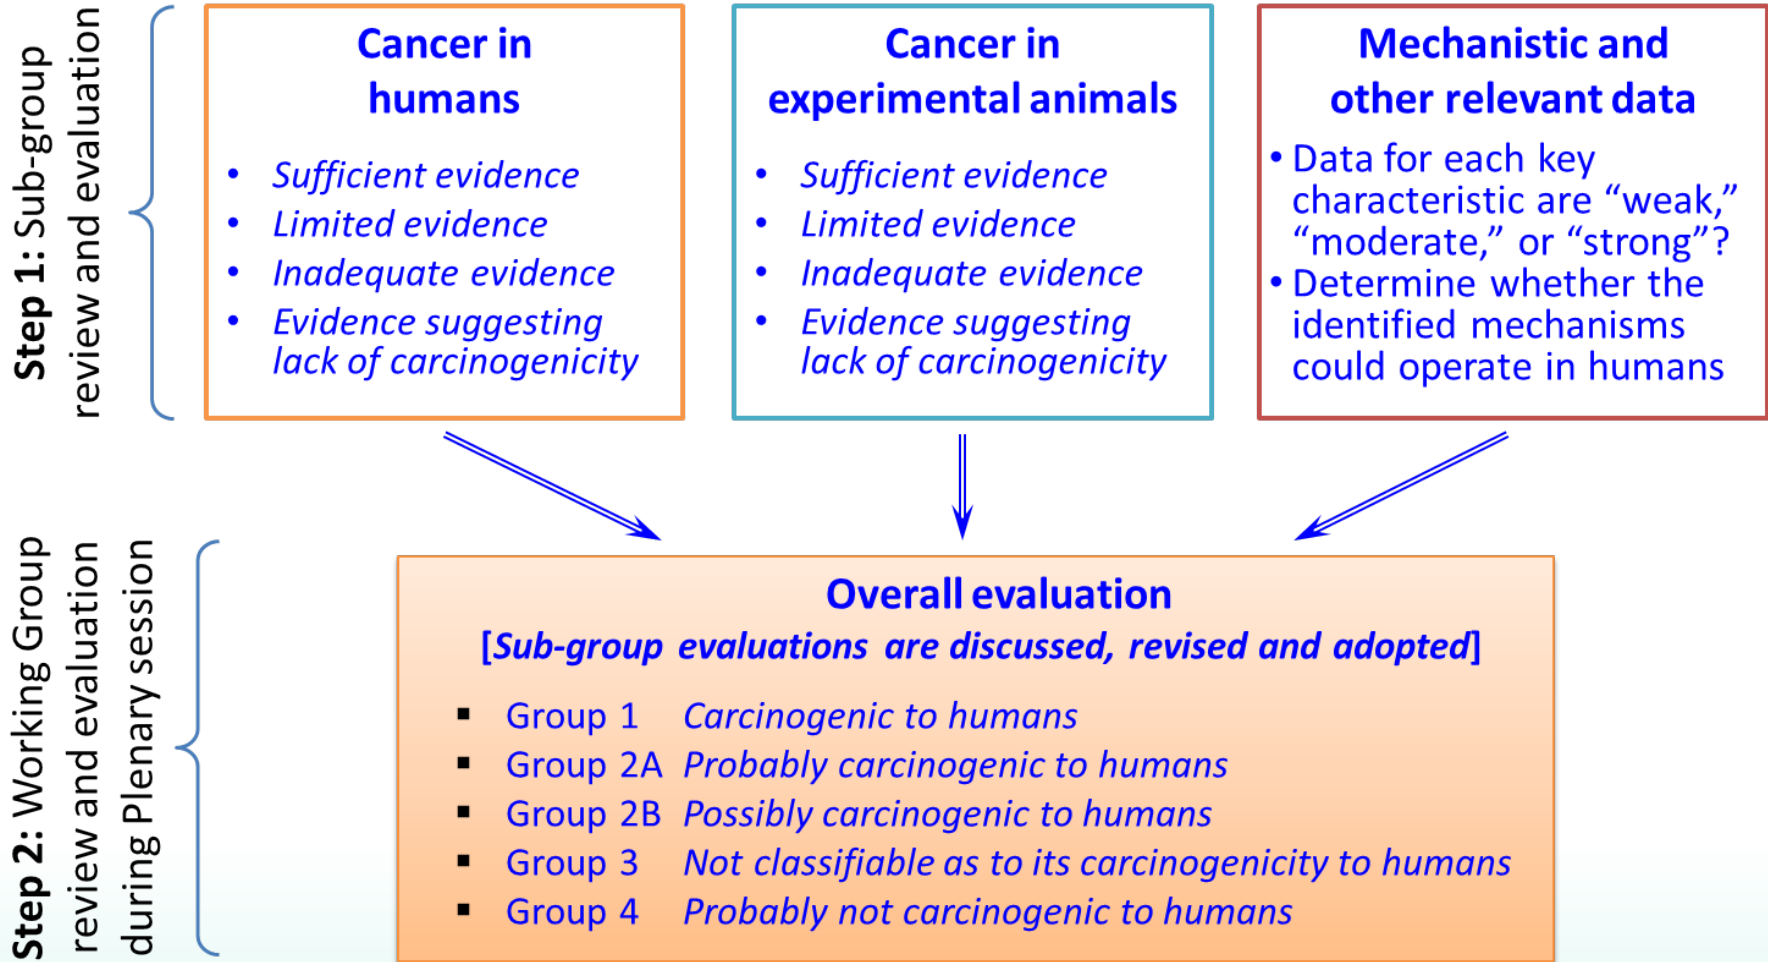 Step 1: Sub-group
review and evaluation
Cancer in
humans
• Sufficient evidence
• Limited evidence
• Inadequate evidence
• Evidence suggesting
lack of carcinogenicity
Cancer in
experimental animals
• Sufficient evidence
• Limited evidence
• Inadequate evidence
• Evidence suggesting
lack of carcinogenicity
Mechanistic and
other relevant data
• Data for each key
characteristic are “weak,”
“moderate,” or “strong”?
• Determine whether the
identified mechanisms
could operate in humans
Step 2: Working Group
review and evaluation
during Plenary session
Overall evaluation
[Sub-group evaluations are discussed, revised and adopted]
▪ Group 1 Carcinogenic to humans
▪ Group 2A Probably carcinogenic to humans
▪ Group 2B Possibly carcinogenic to humans
▪ Group 3 Not classifiable as to its carcinogenicity to humans
▪ Group 4 Probably not carcinogenic to humans